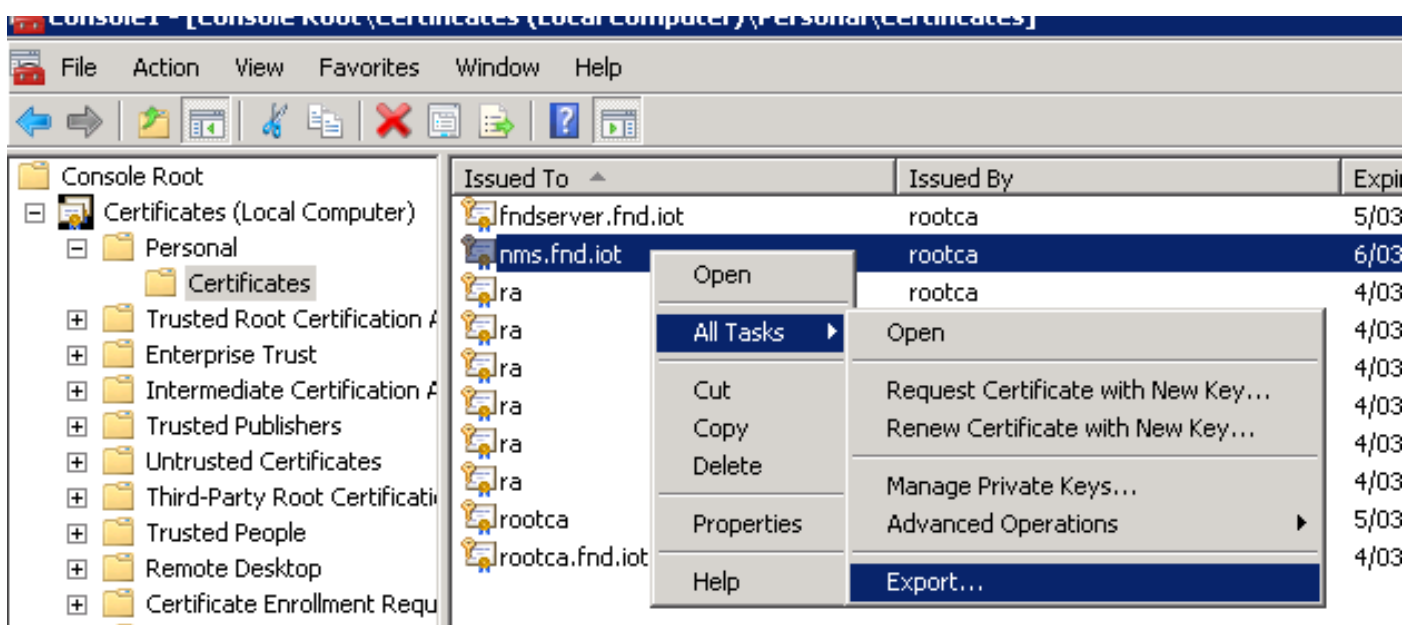 Console1 - [Console Root\Certificates (Local Computer)\Personal\Certificates]
File Action View Favorites Window Help
Console Root
Certificates (Local Computer)
Personal
Certificates
Trusted Root Certification A
Enterprise Trust
Intermediate Certification A
Trusted Publishers
Untrusted Certificates
Third-Party Root Certificati
Trusted People
Remote Desktop
Certificate Enrollment Requ
Issued To Issued By Expi
fndserver.fnd.iot rootca 5/03
nms.fnd.iot rootca 6/03
ra rootca 4/03
ra 4/03
ra 4/03
ra 4/03
ra 4/03
ra 4/03
rootca 5/03
rootca.fnd.iot 4/03
Open
All Tasks
Cut
Copy
Delete
Properties
Help
Open
Request Certificate with New Key...
Renew Certificate with New Key...
Manage Private Keys...
Advanced Operations
Export...